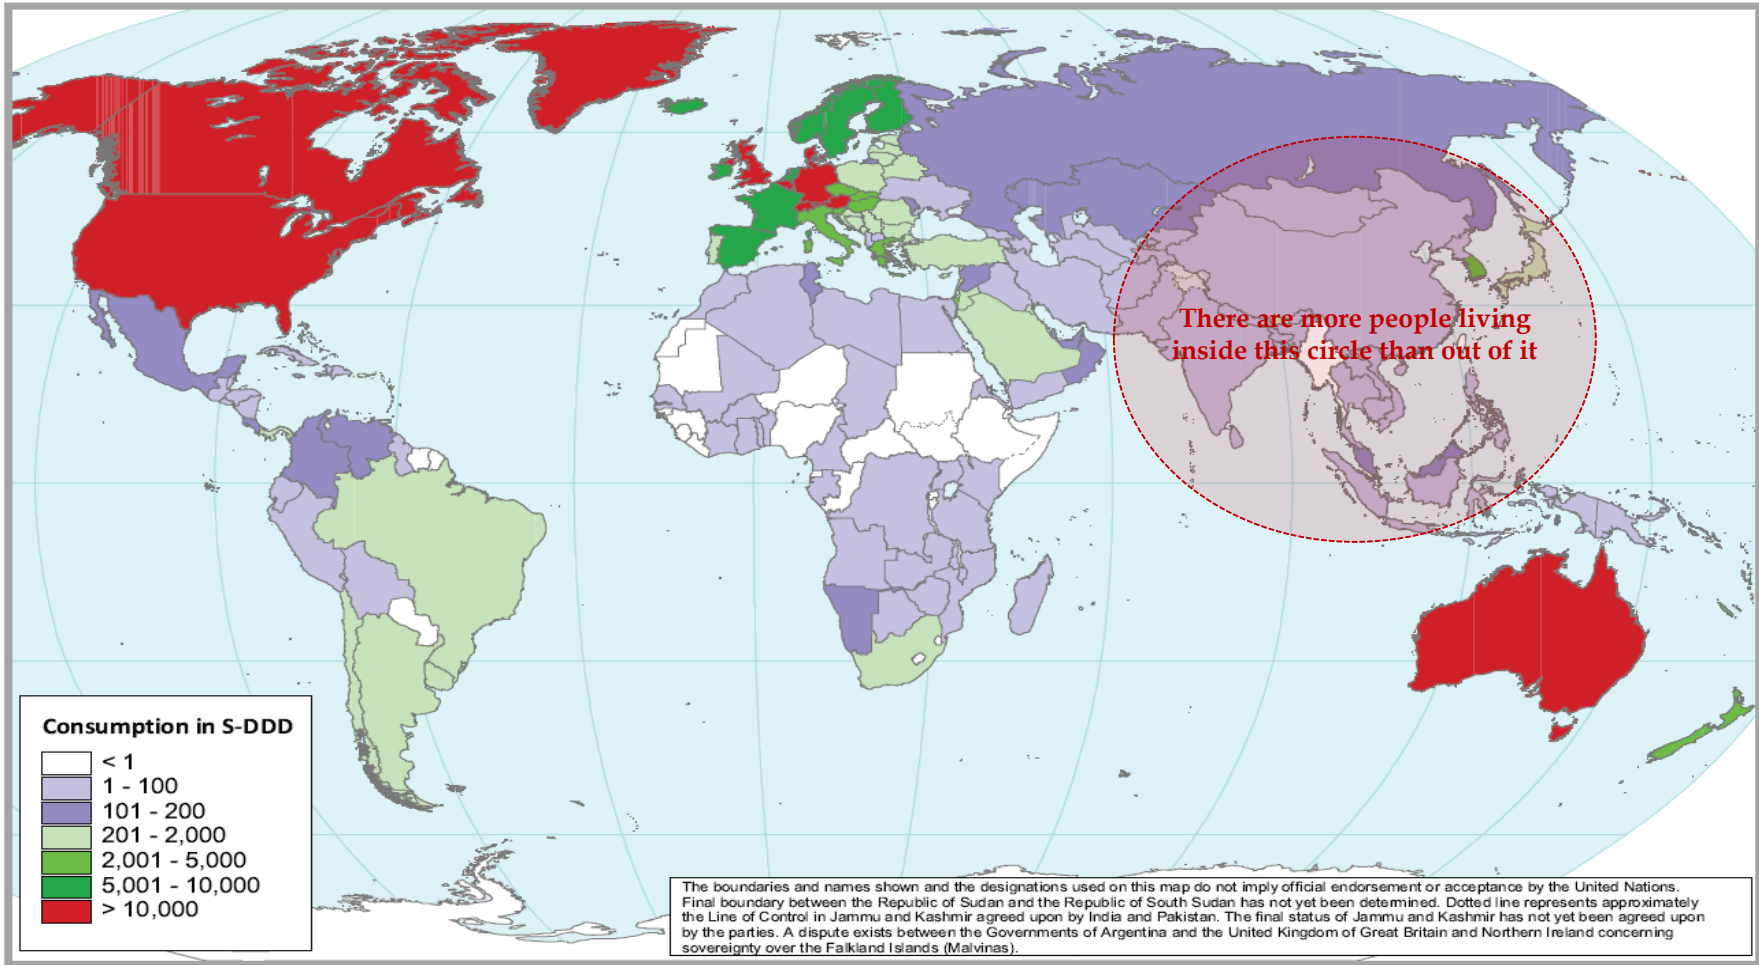 There are more people living
inside this circle than out of it
Consumption in S-DDD
< 1
1 - 100
101 - 200
201 - 2,000
2,001 - 5,000
5,001 - 10,000
> 10,000
The boundaries and names shown and the designations used on this map do not imply official endorsement or acceptance by the United Nations.
Final boundary between the Republic of Sudan and the Republic of South Sudan has not yet been determined. Dotted line represents approximately
the Line of Control in Jammu and Kashmir agreed upon by India and Pakistan. The final status of Jammu and Kashmir has not yet been agreed upon
by the parties. A dispute exists between the Governments of Argentina and the United Kingdom of Great Britain and Northern Ireland concerning
sovereignty over the Falkland Islands (Malvinas).